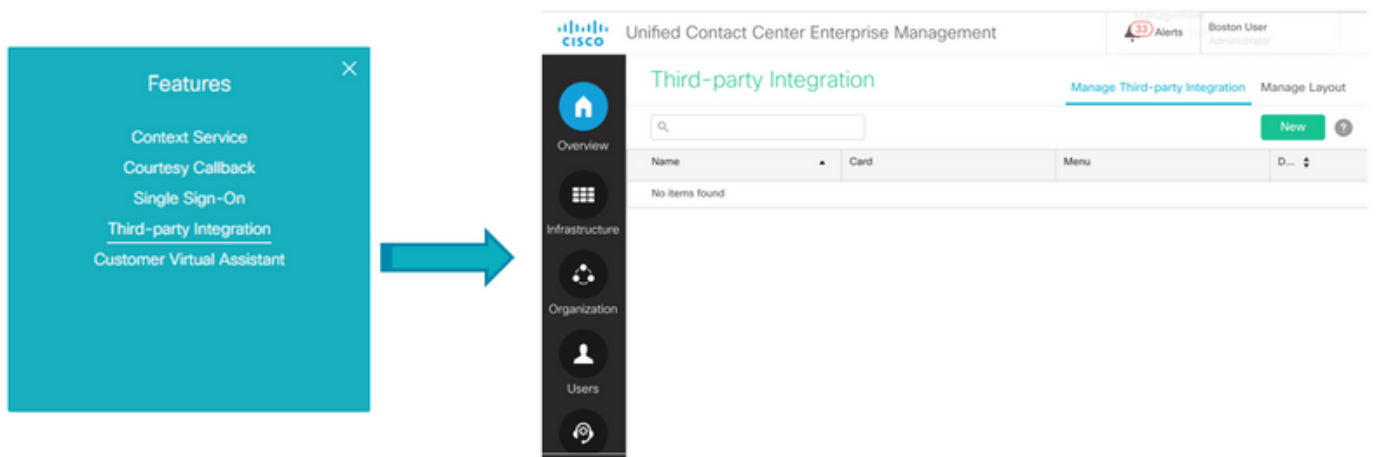 Features
Context Service
Courtesy Callback
Single Sign-On
Third-party Integration
Customer Virtual Assistant
CISCO
Unified Contact Center Enterprise Management
Management
33
Alerts
Boston User
Administrator
Overview
Infrastructure
Organization
Users
Third-party Integration
Manage Third-party Integration
Manage Layout
New
?
Name
Card
Menu
D...
No items found